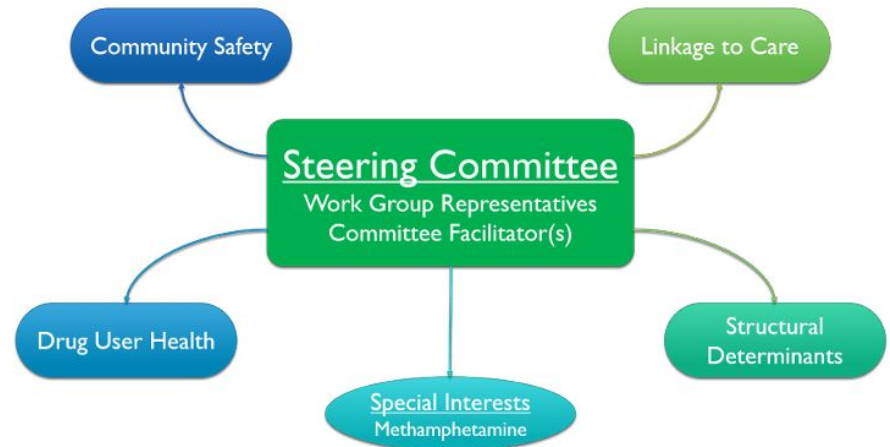 Community Safety
Linkage to Care
Steering Committee
Work Group Representatives
Committee Facilitator(s)
Drug User Health
Structural
Determinants
Special Interests
Methamphetamine